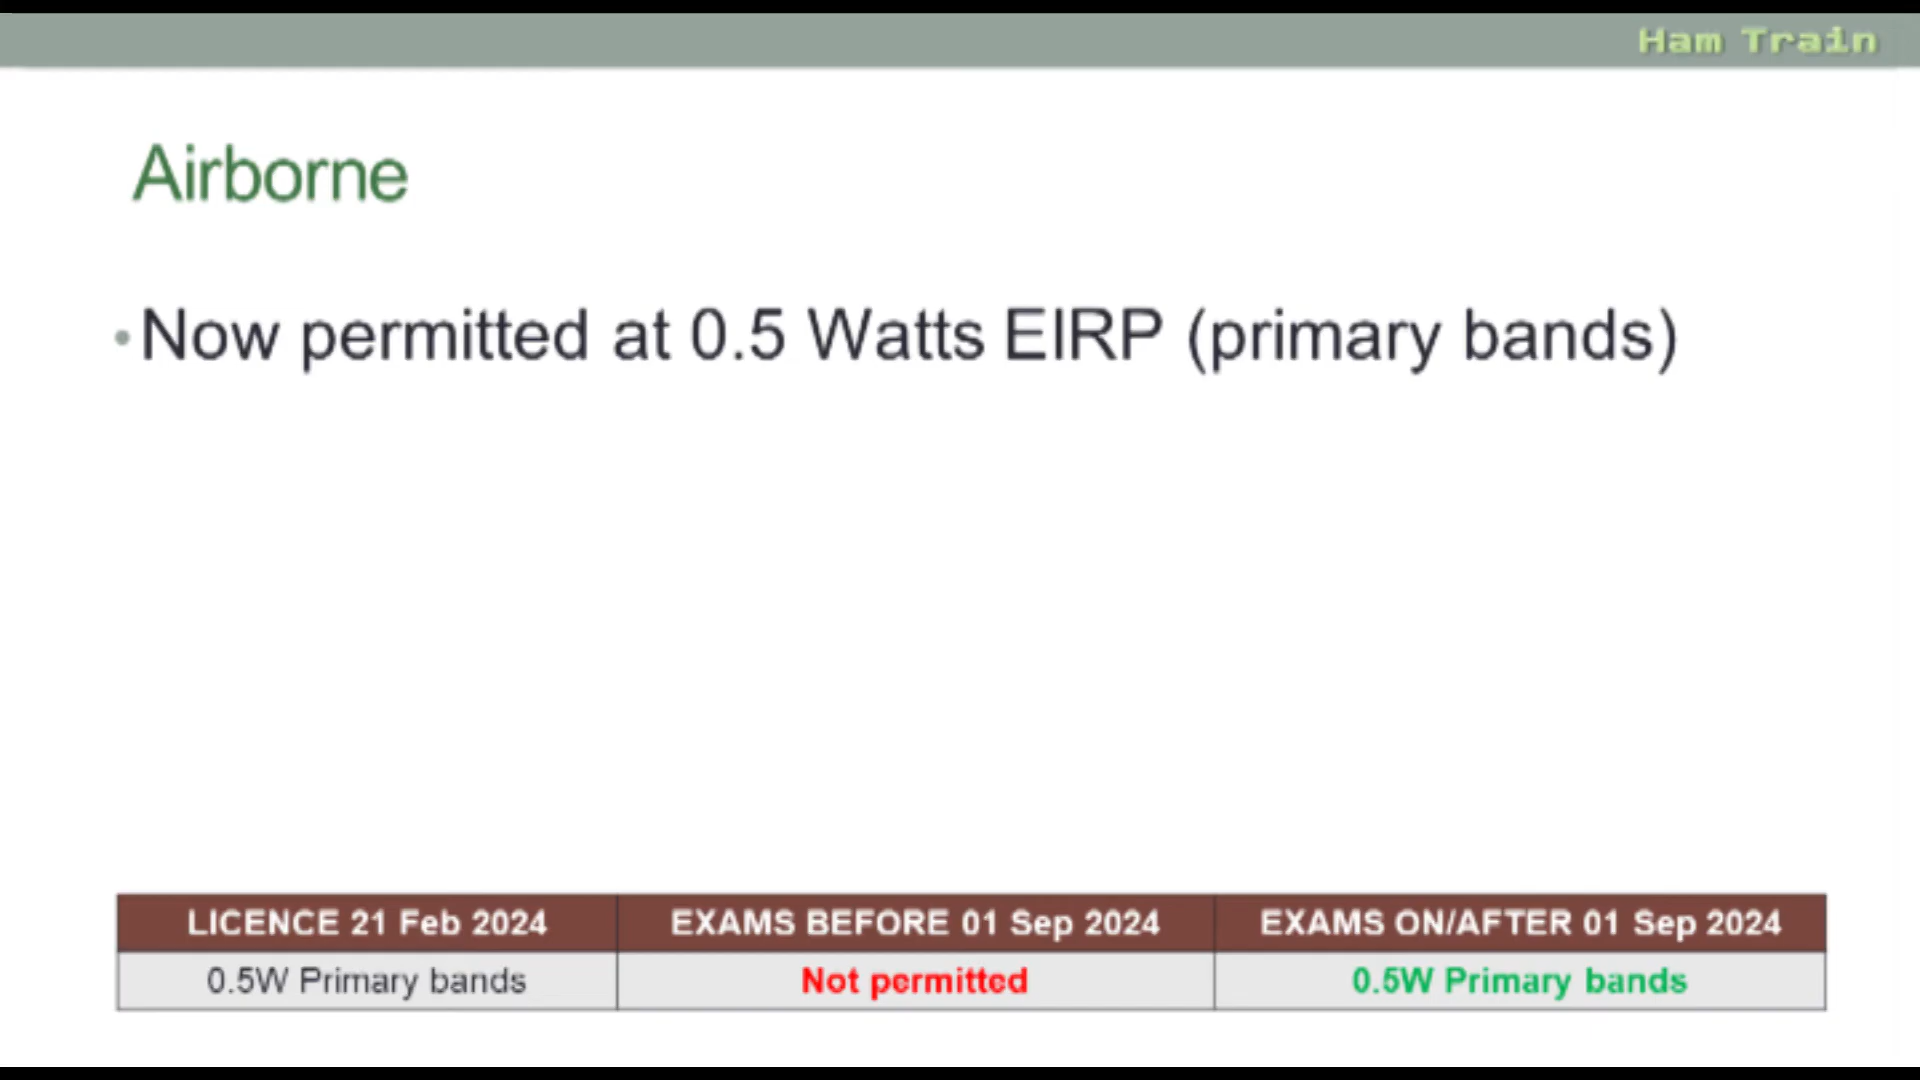 Ham Train
Airborne
• Now permitted at 0.5 Watts EIRP (primary bands)
LICENCE 21 Feb 2024 EXAMS BEFORE 01 Sep 2024 EXAMS ON/AFTER 01 Sep 2024
0.5W Primary bands Not permitted 0.5W Primary bands